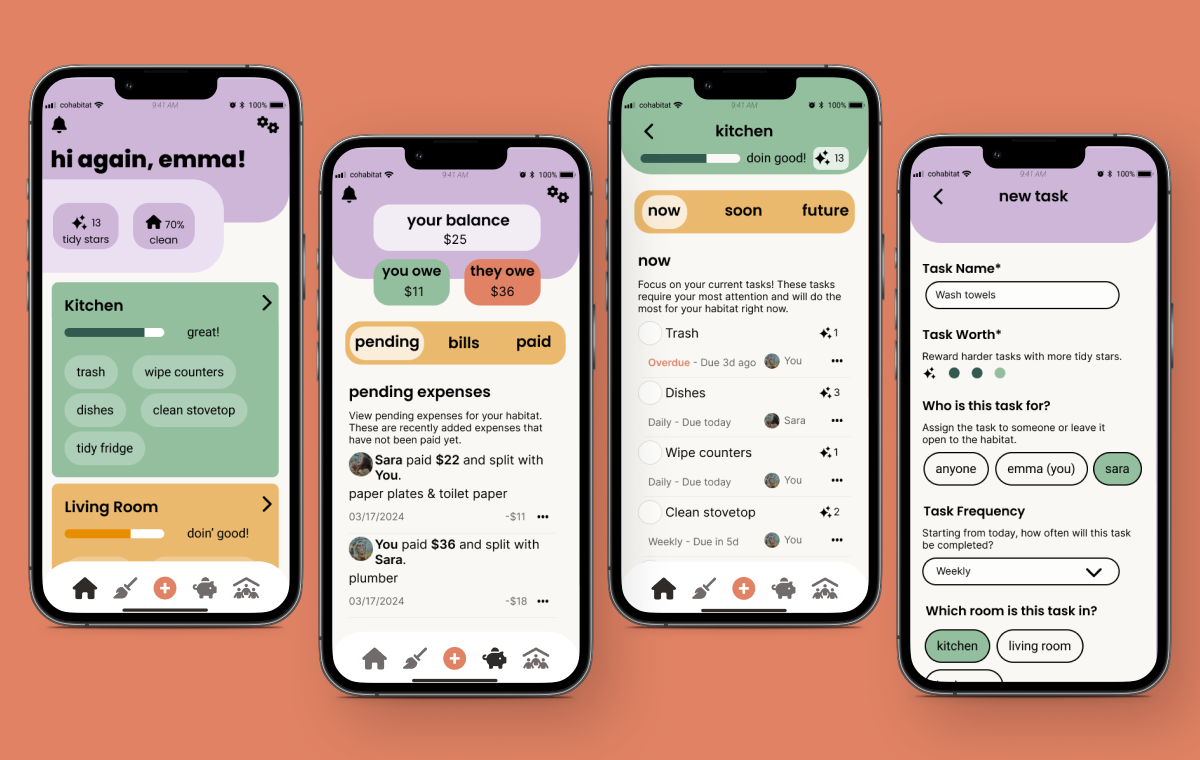 cohabitat
9:41 AM
100%
hi again, emma!
13
tidy stars
70%
clean
Kitchen
great!
trash
wipe counters
dishes
clean stovetop
tidy fridge
Living Room
doin' good!
cohabitat
9:41 AM
100%
your balance
$25
you owe
$11
they owe
$36
pending
bills
paid
pending expenses
View pending expenses for your habitat.
These are recently added expenses that
have not been paid yet.
Sara paid $22 and split with
You.
paper plates & toilet paper
03/17/2024
-$11
You paid $36 and split with
Sara.
plumber
03/17/2024
-$18
cohabitat
9:41 AM
100%
kitchen
doin good!
13
now
soon
future
now
Focus on your current tasks! These tasks
require your most attention and will do the
most for your habitat right now.
Trash
1
Overdue - Due 3d ago
You
Dishes
3
Daily - Due today
Sara
Wipe counters
1
Daily - Due today
You
Clean stovetop
2
Weekly - Due in 5d
You
cohabitat
9:41 AM
100%
new task
Task Name*
Wash towels
Task Worth*
Reward harder tasks with more tidy stars.
Who is this task for?
Assign the task to someone or leave it
open to the habitat.
anyone
emma (you)
sara
Task Frequency
Starting from today, how often will this task
be completed?
Weekly
Which room is this task in?
kitchen
living room